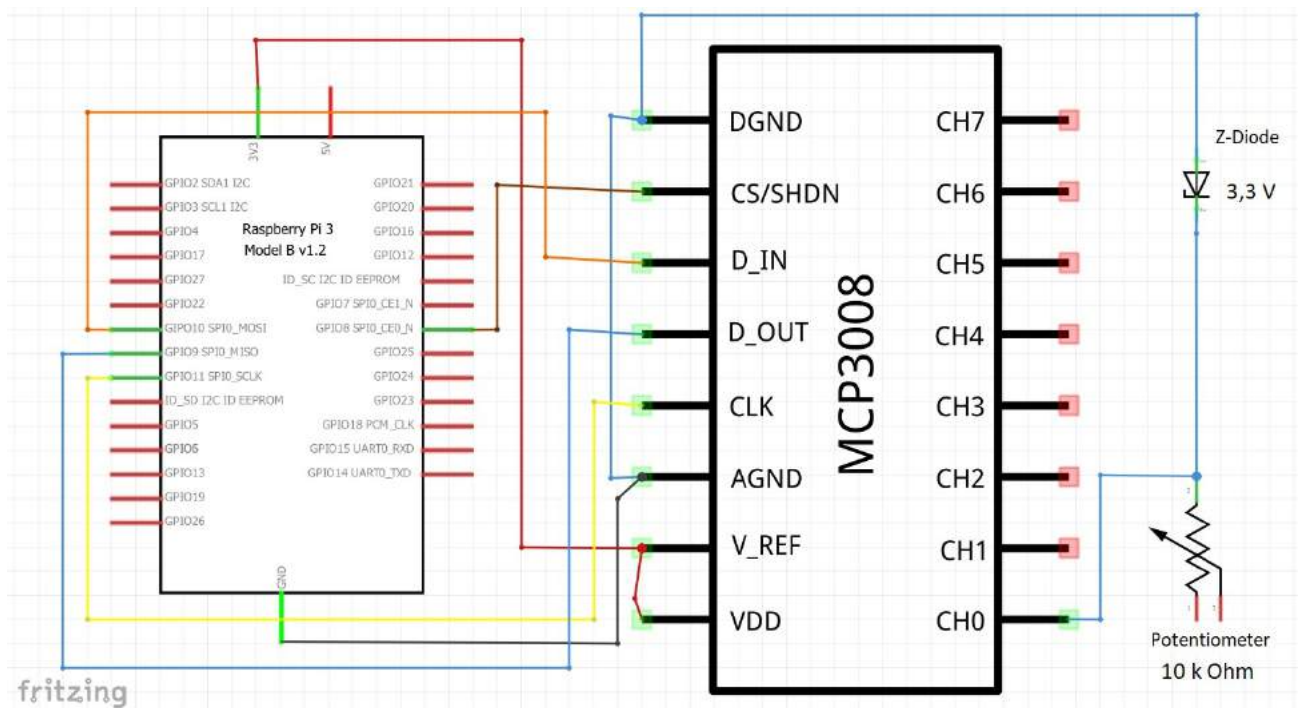 3V3
5V
GPIO2 SDA1 I2C
GPIO3 SCL1 I2C
GPIO4
GPIO17
GPIO27
GPIO22
GIPO10 SPI0_MOSI
GPIO9 SPI0_MISO
GPIO11 SPI0_SCLK
ID_SD I2C ID EEPROM
GPIO5
GPIO6
GPIO13
GPIO19
GPIO26
Raspberry Pi 3
Model B v1.2
GPIO21
GPIO20
GPIO16
GPIO12
ID_SC I2C ID EEPROM
GPIO7 SPI0_CE1_N
GPIO8 SPI0_CE0_N
GPIO25
GPIO24
GPIO23
GPIO18 PCM_CLK
GPIO15 UART0_RXD
GPIO14 UART0_TXD
GND
DGND
CS/SHDN
D_IN
D_OUT
CLK
AGND
V_REF
VDD
MCP3008
CH7
CH6
CH5
CH4
CH3
CH2
CH1
CH0
Z-Diode
3,3 V
Potentiometer
10 k Ohm
fritzing